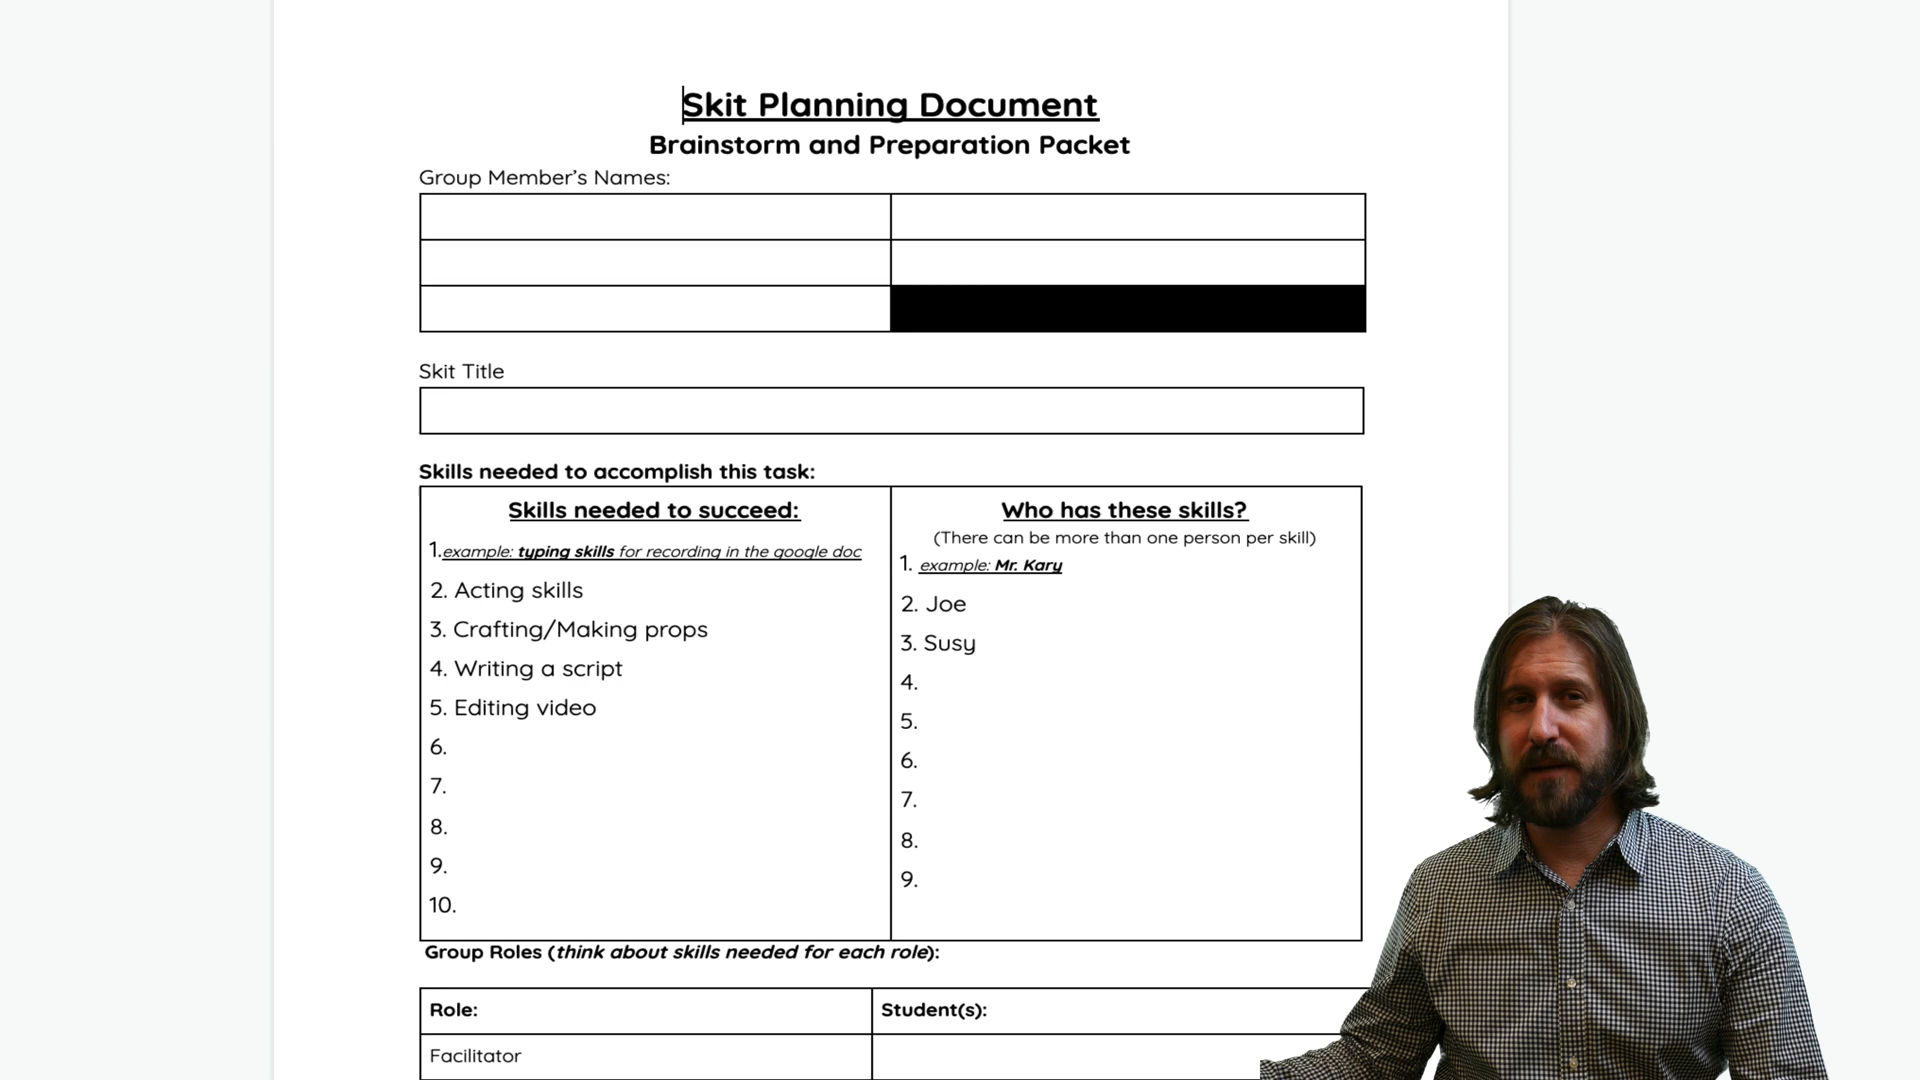 Skit Planning Document
Brainstorm and Preparation Packet
Group Member’s Names:
Skit Title
Skills needed to accomplish this task:
Skills needed to succeed:
1.example: typing skills for recording in the google doc
2. Acting skills
3. Crafting/Making props
4. Writing a script
5. Editing video
6.
7.
8.
9.
10.
Who has these skills?
(There can be more than one person per skill)
1. example: Mr. Kary
2. Joe
3. Susy
4.
5.
6.
7.
8.
9.
Group Roles (think about skills needed for each role):
Role:
Student(s):
Facilitator